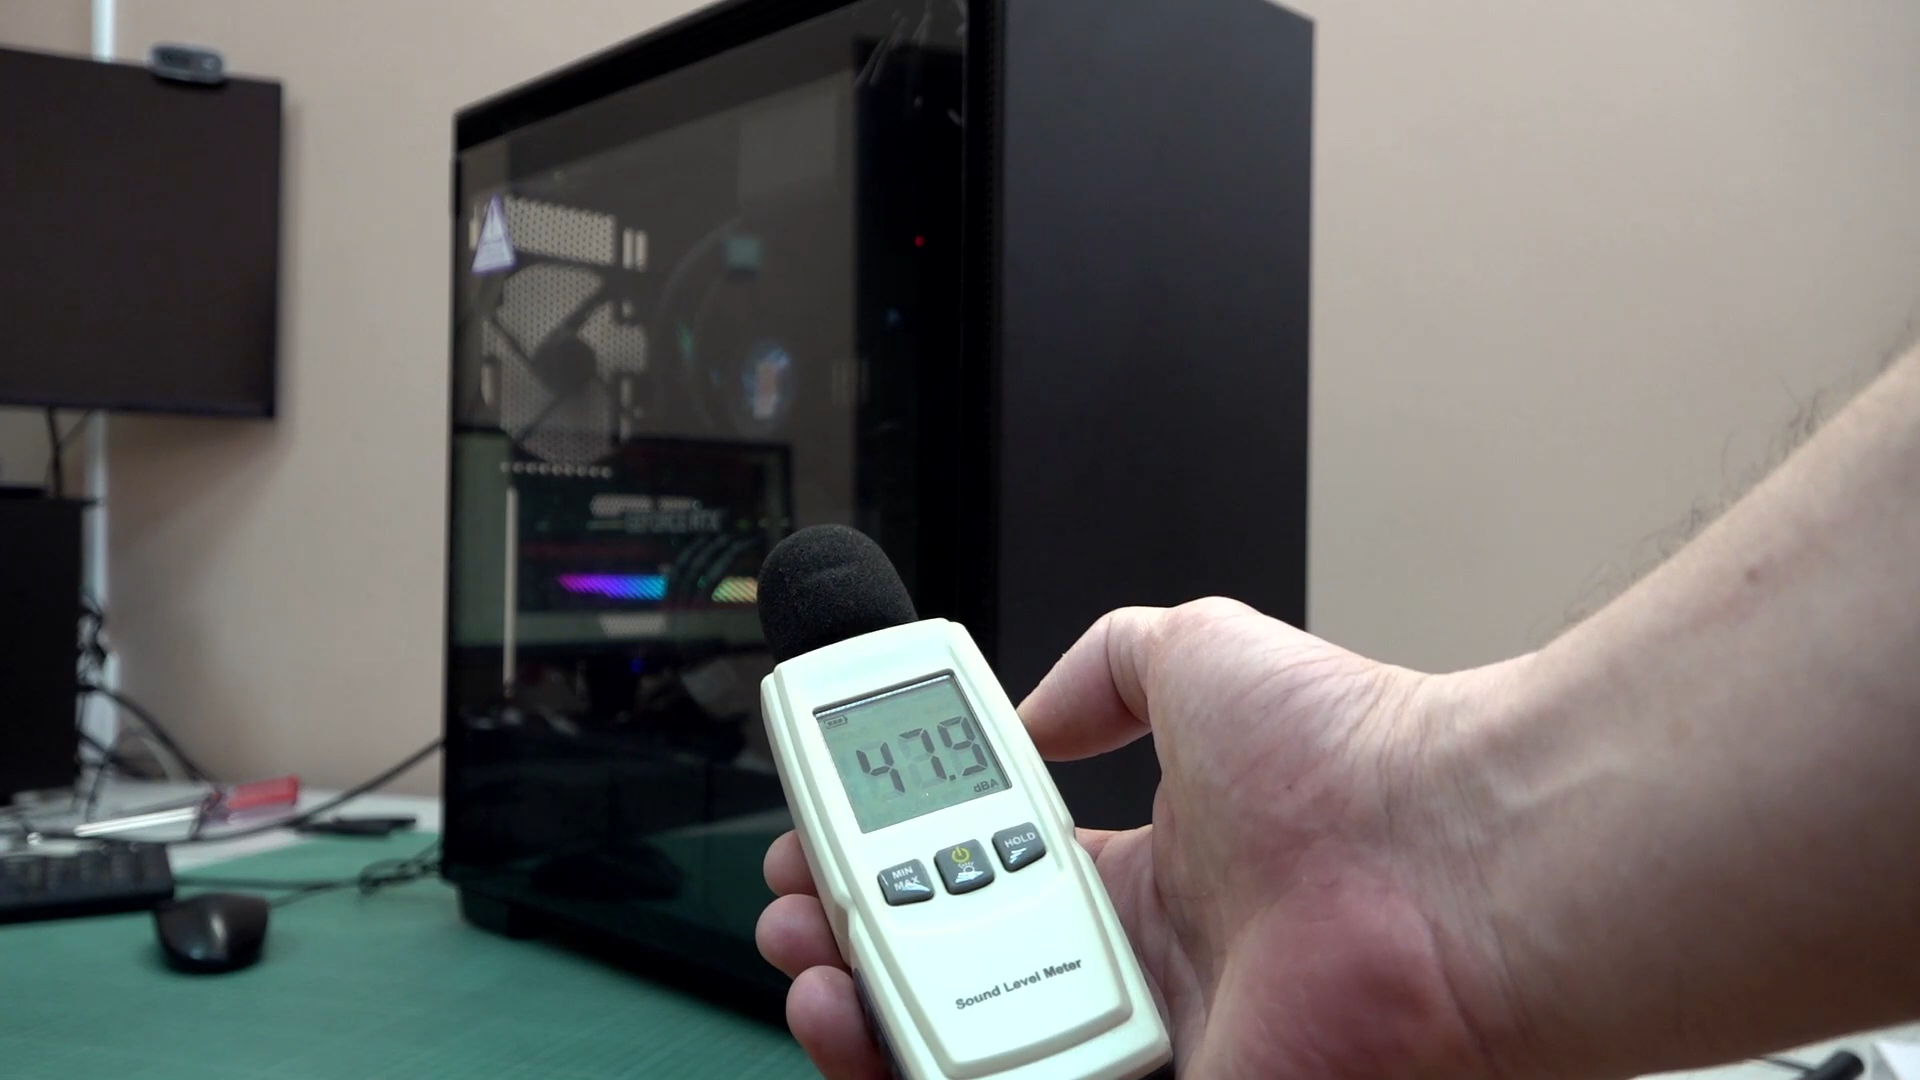 GEFORCE RTX
47.9
dBA
MIN
MAX
HOLD
Sound Level Meter